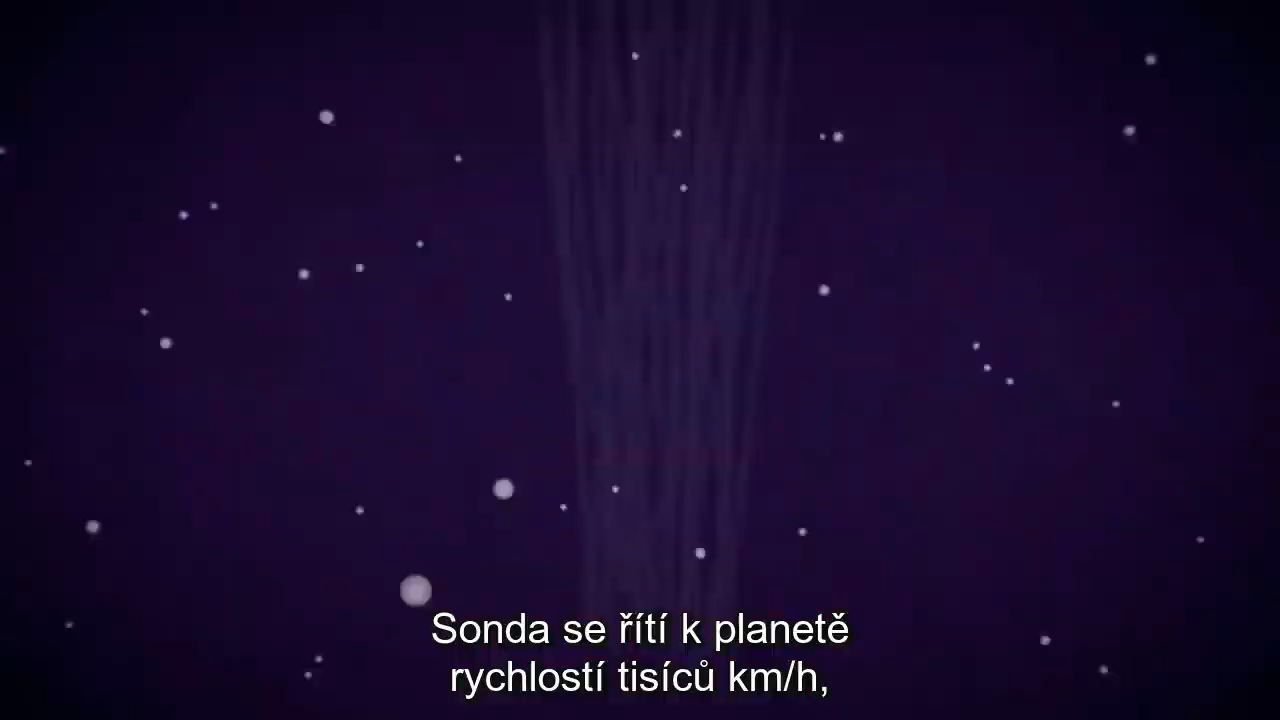 Sonda se řítí k planetě
rychlostí tisíců km/h,